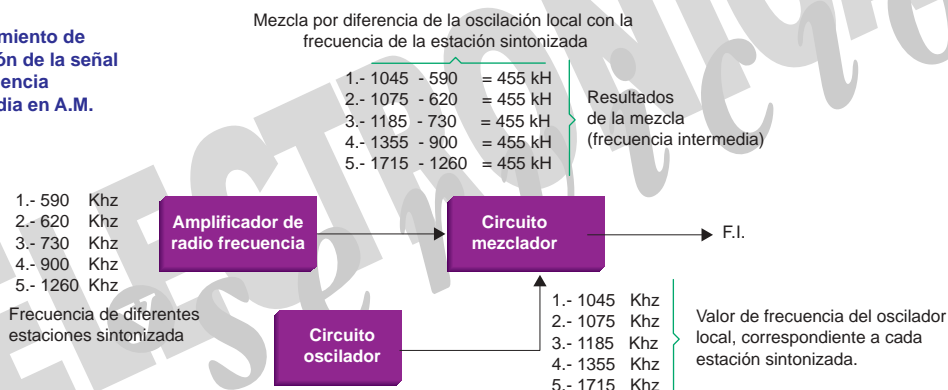 Mezcla por diferencia de la oscilación local con la
frecuencia de la estación sintonizada
miento de
ón de la señal
encia
dia en A.M.
1.- 1045 - 590 = 455 kH
2.- 1075 - 620 = 455 kH
3.- 1185 - 730 = 455 kH
4.- 1355 - 900 = 455 kH
5.- 1715 - 1260 = 455 kH
Resultados
de la mezcla
(frecuencia intermedia)
1.- 590 Khz
2.- 620 Khz
3.- 730 Khz
4.- 900 Khz
5.- 1260 Khz
Frecuencia de diferentes
estaciones sintonizada
Amplificador de
radio frecuencia
Circuito
mezclador
F.I.
Circuito
oscilador
1.- 1045 Khz
2.- 1075 Khz
3.- 1185 Khz
4.- 1355 Khz
5.- 1715 Khz
Valor de frecuencia del oscilador
local, correspondiente a cada
estación sintonizada.
ELECTRONICA
servicio